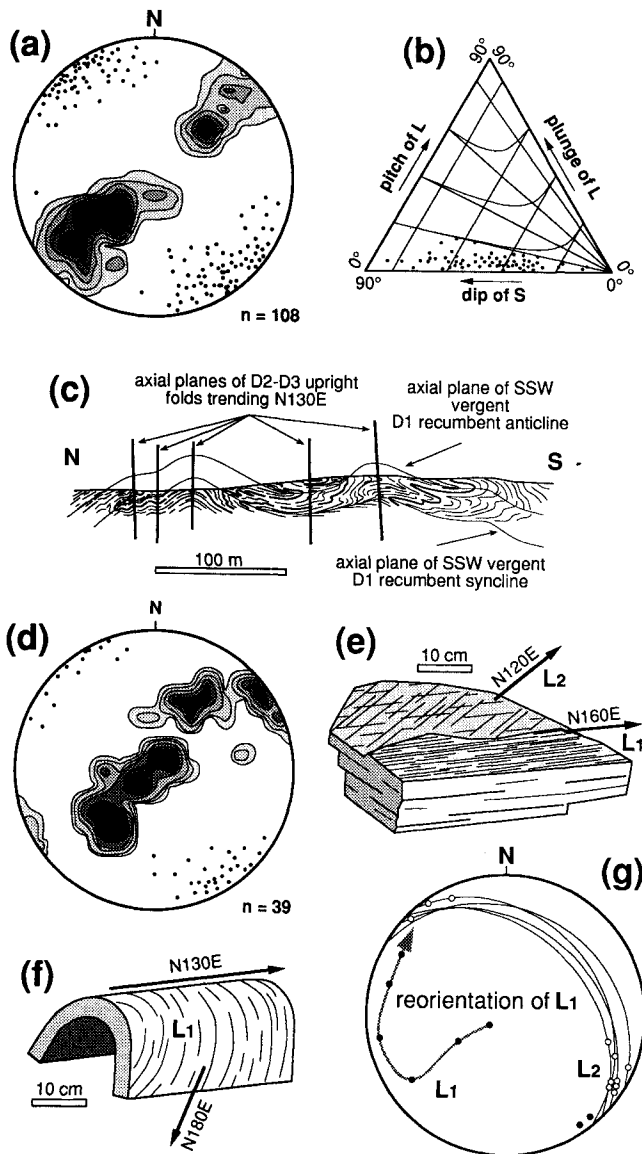 (a)
N
n = 108
(b)
90°
90°
pitch of L
plunge of L
0°
0°
90°
dip of S
(c)
axial planes of D2-D3 upright
folds trending N130E
axial plane of SSW
vergent
D1 recumbent anticline
N
S
100 m
axial plane of SSW vergent
D1 recumbent syncline
(d)
N
n = 39
(e)
10 cm
N120E
L2
N160E
L1
(f)
N130E
L1
10 cm
N180E
(g)
N
reorientation of L1
L2
L1